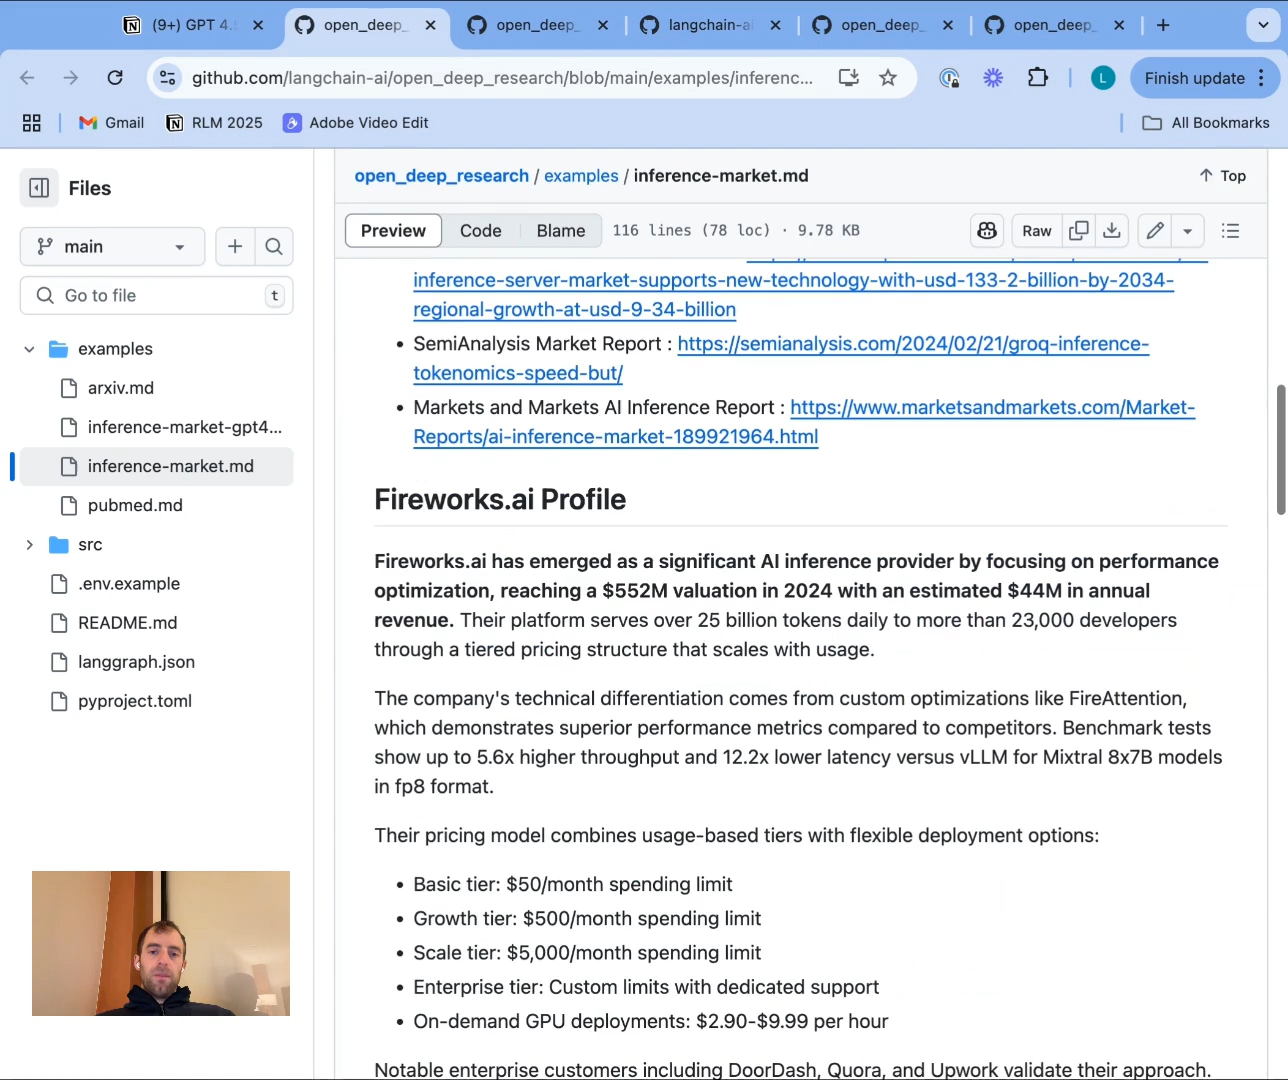 (9+) GPT 4.
open_deep_
open_deep_
langchain-a
open_deep_
open_deep_
github.com/langchain-ai/open_deep_research/blob/main/examples/inferenc...
L
Finish update
Gmail
RLM 2025
Adobe Video Edit
All Bookmarks
Files
main
Go to file
t
examples
arxiv.md
inference-market-gpt4...
inference-market.md
pubmed.md
src
.env.example
README.md
langgraph.json
pyproject.toml
open_deep_research / examples / inference-market.md
Top
Preview
Code
Blame
116 lines (78 loc) · 9.78 KB
Raw
inference-server-market-supports-new-technology-with-usd-133-2-billion-by-2034-
regional-growth-at-usd-9-34-billion
• SemiAnalysis Market Report : https://semianalysis.com/2024/02/21/groq-inference-
tokenomics-speed-but/
• Markets and Markets AI Inference Report : https://www.marketsandmarkets.com/Market-
Reports/ai-inference-market-189921964.html
Fireworks.ai Profile
Fireworks.ai has emerged as a significant AI inference provider by focusing on performance
optimization, reaching a $552M valuation in 2024 with an estimated $44M in annual
revenue. Their platform serves over 25 billion tokens daily to more than 23,000 developers
through a tiered pricing structure that scales with usage.
The company's technical differentiation comes from custom optimizations like FireAttention,
which demonstrates superior performance metrics compared to competitors. Benchmark tests
show up to 5.6x higher throughput and 12.2x lower latency versus vLLM for Mixtral 8x7B models
in fp8 format.
Their pricing model combines usage-based tiers with flexible deployment options:
• Basic tier: $50/month spending limit
• Growth tier: $500/month spending limit
• Scale tier: $5,000/month spending limit
• Enterprise tier: Custom limits with dedicated support
• On-demand GPU deployments: $2.90-$9.99 per hour
Notable enterprise customers including DoorDash, Quora, and Upwork validate their approach.